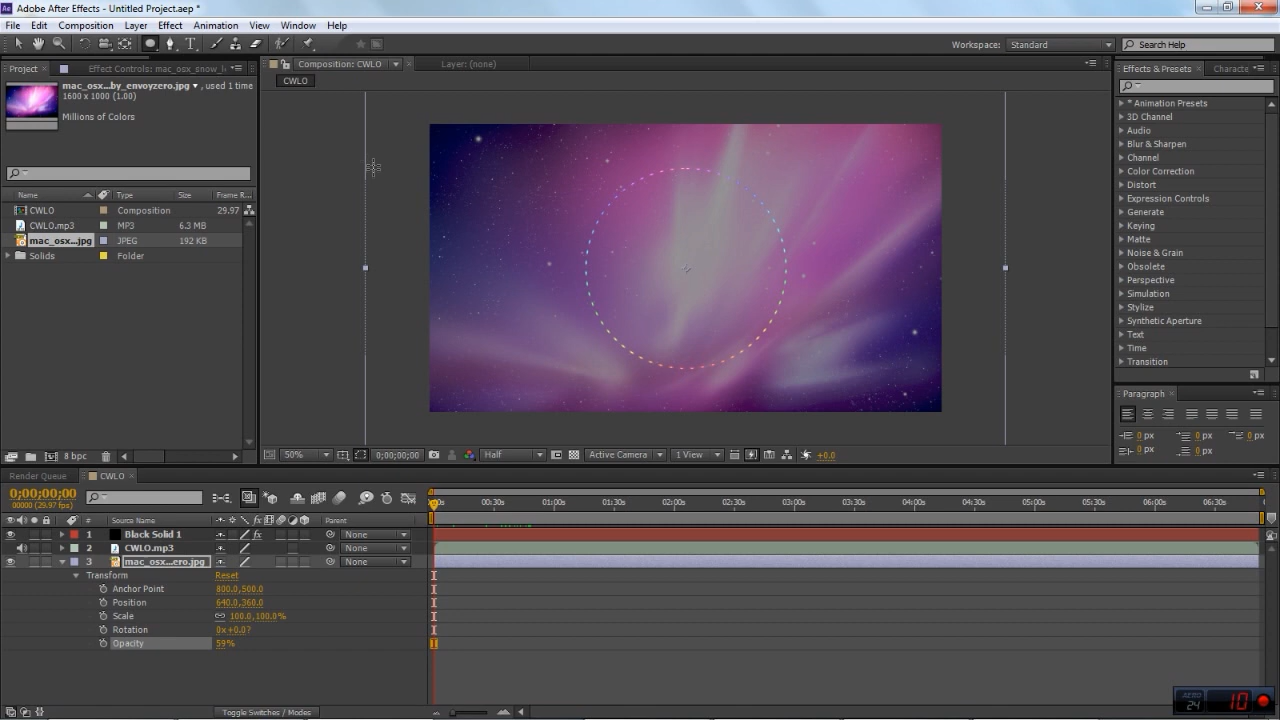 Adobe After Effects - Untitled Project.aep *
File Edit Composition Layer Effect Animation View Window Help
Workspace: Standard Search Help
Project Effect Controls: mac_osx_snow_l
Composition: CWLO Layer: (none)
Effects & Presets Characte
mac_osx...by_envoyzero.jpg , used 1 time
1600 x 1000 (1.00)
Millions of Colors
CWLO
Name Type Size Frame R...
CWLO Composition 29.97
CWLO.mp3 MP3 6.3 MB
mac_osx...jpg JPEG 192 KB
Solids Folder
* Animation Presets
3D Channel
Audio
Blur & Sharpen
Channel
Color Correction
Distort
Expression Controls
Generate
Keying
Matte
Noise & Grain
Obsolete
Perspective
Simulation
Stylize
Synthetic Aperture
Text
Time
Transition
Paragraph
0 px 0 px 0 px
0 px 0 px
8 bpc
50% 0;00;00;00 Half Active Camera 1 View +0.0
Render Queue CWLO
0;00;00;00
00000 (29.97 fps)
00s 00:30s 01:00s 01:30s 02:00s 02:30s 03:00s 03:30s 04:00s 04:30s 05:00s 05:30s 06:00s 06:30s
# Source Name fx Parent
1 Black Solid 1 fx None
2 CWLO.mp3 None
3 mac_osx...ero.jpg None
Transform Reset
Anchor Point 800.0,500.0
Position 640.0,360.0
Scale 100.0,100.0%
Rotation 0x+0.0?
Opacity 59%
Toggle Switches / Modes
AERO
24
10